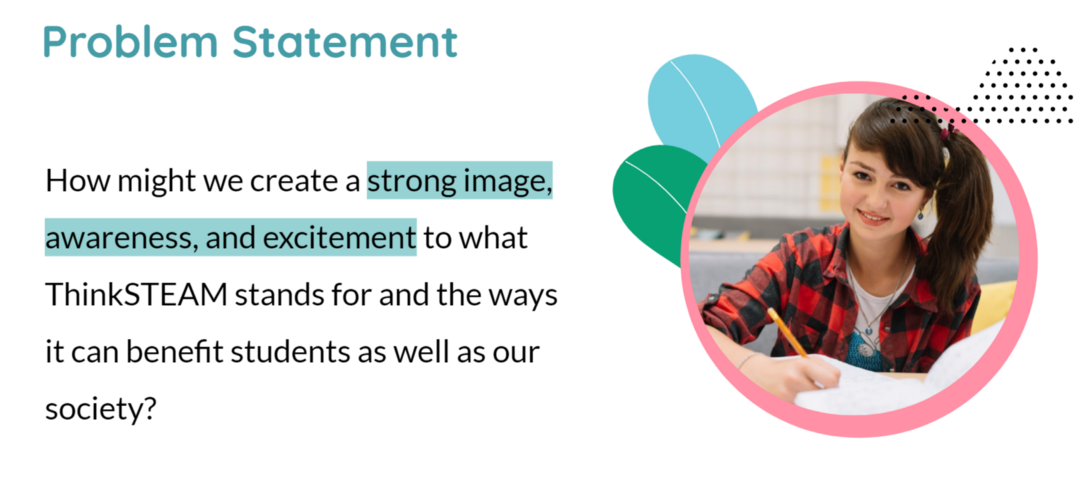 Problem Statement
How might we create a strong image,
awareness, and excitement to what
ThinkSTEAM stands for and the ways
it can benefit students as well as our
society?